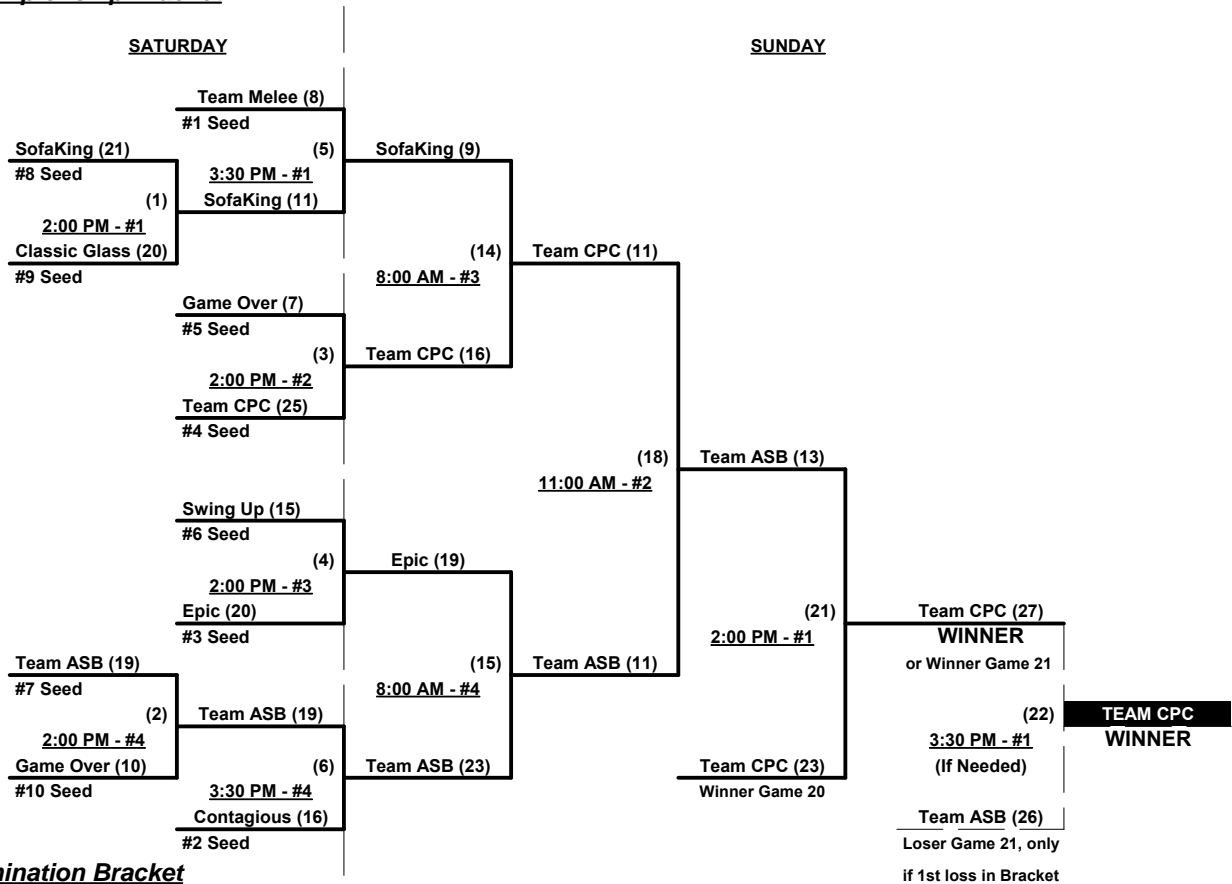 SATURDAY
SUNDAY
Team Melee (8)
#1 Seed
SofaKing (21)
(5)
SofaKing (9)
#8 Seed
3:30 PM - #1
(1)
SofaKing (11)
2:00 PM - #1
Classic Glass (20)
(14)
Team CPC (11)
#9 Seed
8:00 AM - #3
Game Over (7)
#5 Seed
(3)
Team CPC (16)
2:00 PM - #2
Team CPC (25)
#4 Seed
(18)
Team ASB (13)
11:00 AM - #2
Swing Up (15)
#6 Seed
(4)
Epic (19)
2:00 PM - #3
Epic (20)
(21)
Team CPC (27)
#3 Seed
2:00 PM - #1
WINNER
Team ASB (19)
(15)
Team ASB (11)
or Winner Game 21
#7 Seed
8:00 AM - #4
(2)
Team ASB (19)
(22)
TEAM CPC
2:00 PM - #4
3:30 PM - #1
WINNER
Game Over (10)
(6)
Team ASB (23)
Team CPC (23)
(If Needed)
#10 Seed
3:30 PM - #4
Winner Game 20
Contagious (16)
Team ASB (26)
#2 Seed
Loser Game 21, only
mination Bracket
if 1st loss in Bracket